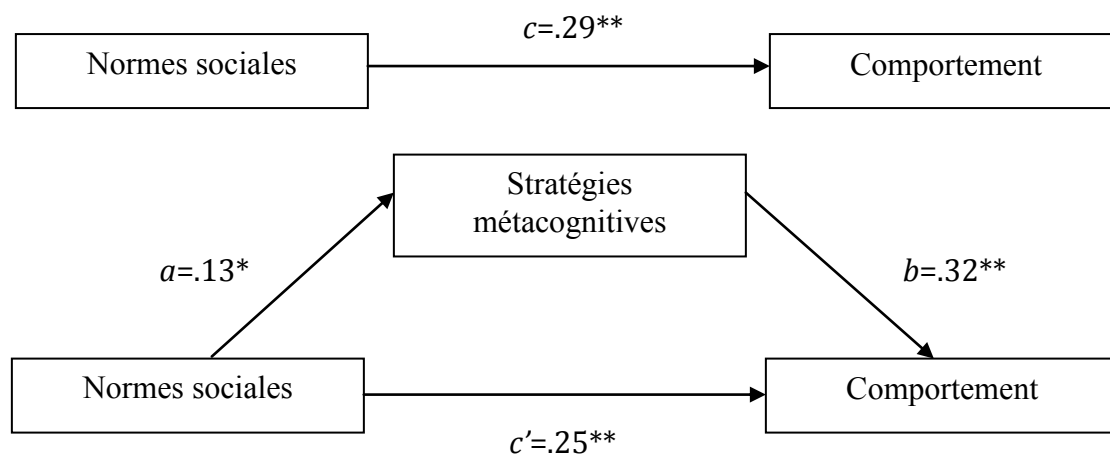 c=.29**
Normes sociales
Comportement
Stratégies
métacognitives
a=.13*
b=.32**
Normes sociales
Comportement
c’=.25**